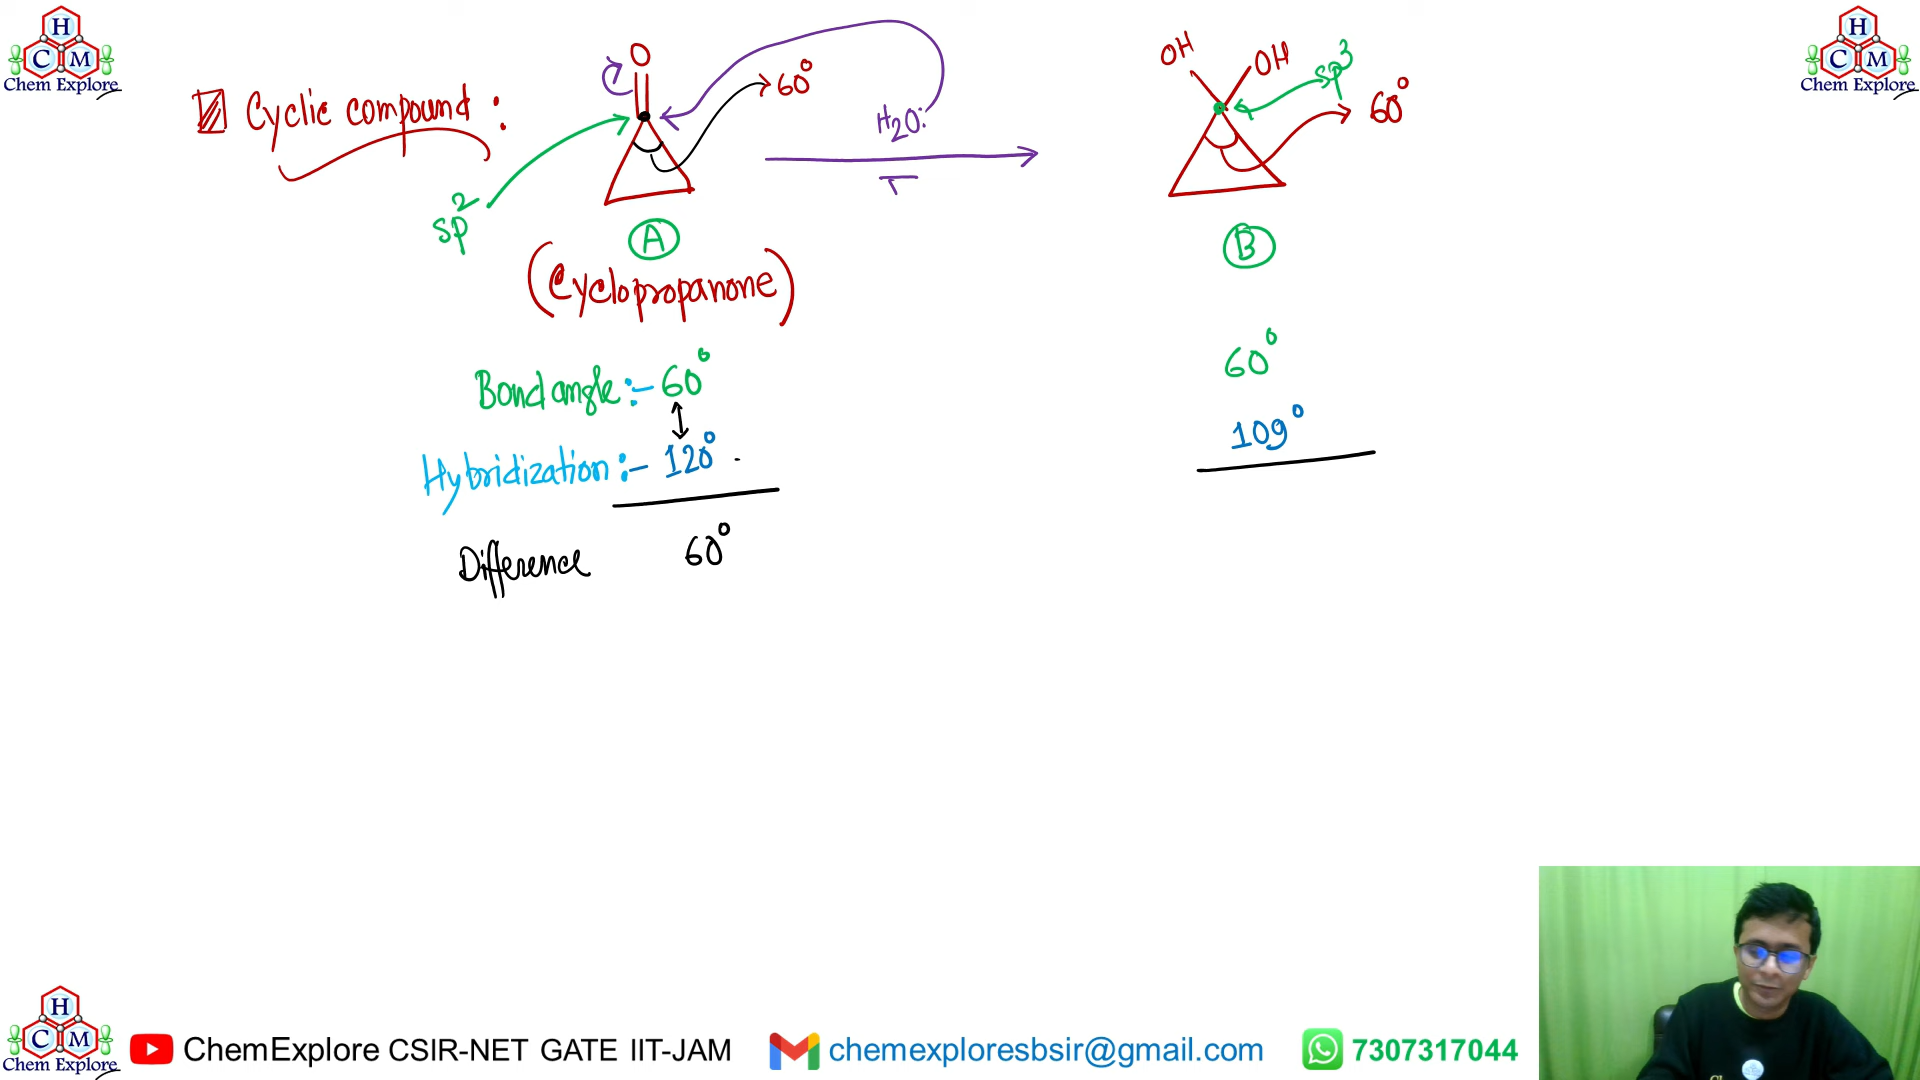 H
C M
Chem Explore
H
C M
Chem Explore
Cyclic compound :
O
60°
H2O:
OH
OH
sp3
60°
sp2
A
B
(Cyclopropanone)
Bond angle :- 60°
60°
Hybridization :- 120°
109°
Difference 60°
H
C M
Chem Explore
ChemExplore CSIR-NET GATE IIT-JAM
chemexploresbsir@gmail.com
7307317044